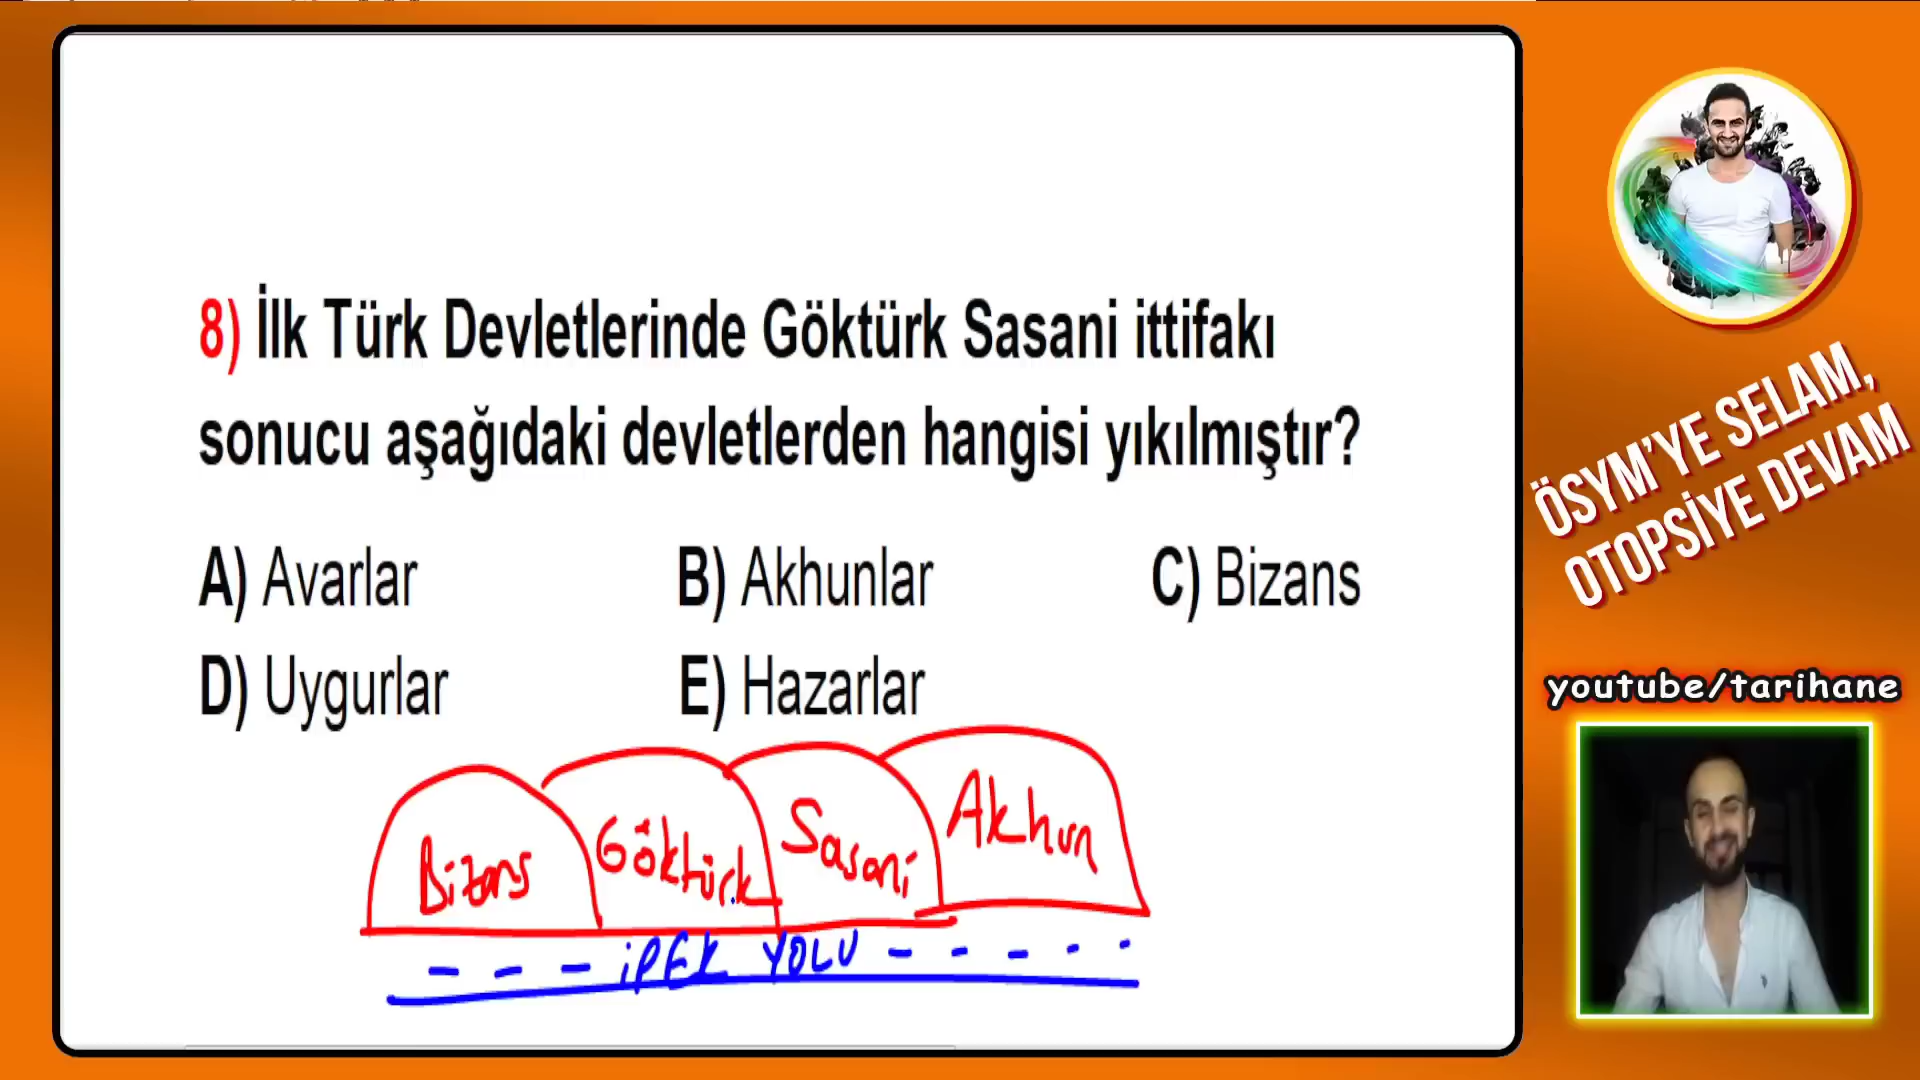 8) İlk Türk Devletlerinde Göktürk Sasani ittifakı
sonucu aşağıdaki devletlerden hangisi yıkılmıştır?
A) Avarlar B) Akhunlar C) Bizans
D) Uygurlar E) Hazarlar
Bizans Göktürk Sasani Akhun
--- İPEK YOLU -----
ÖSYM'YE SELAM,
OTOPSİYE DEVAM
youtube/tarihane